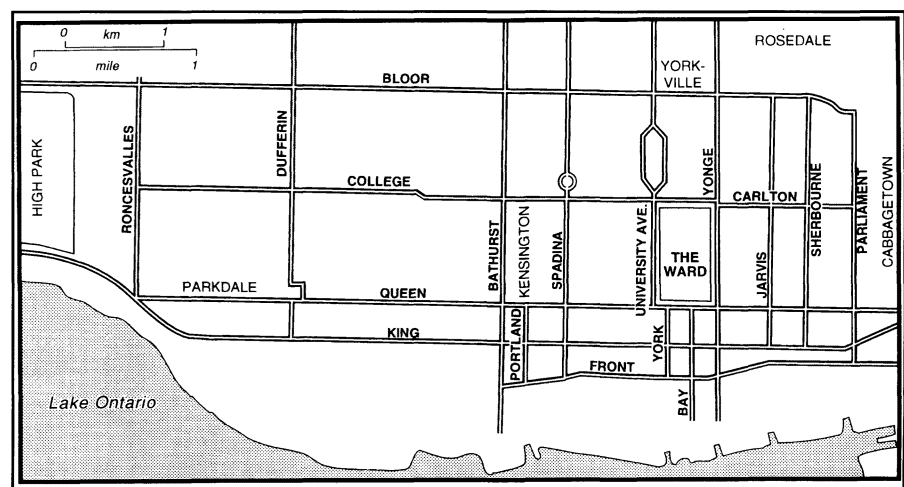 0 km 1
0 mile 1
ROSEDALE
YORK-
VILLE
BLOOR
HIGH PARK
RONCESVALLES
DUFFERIN
COLLEGE
YONGE
CARLTON
SHERBOURNE
PARLIAMENT
CABBAGETOWN
BATHURST
KENSINGTON
SPADINA
UNIVERSITY AVE.
THE
WARD
JARVIS
PARKDALE
QUEEN
KING
PORTLAND
YORK
FRONT
BAY
Lake Ontario